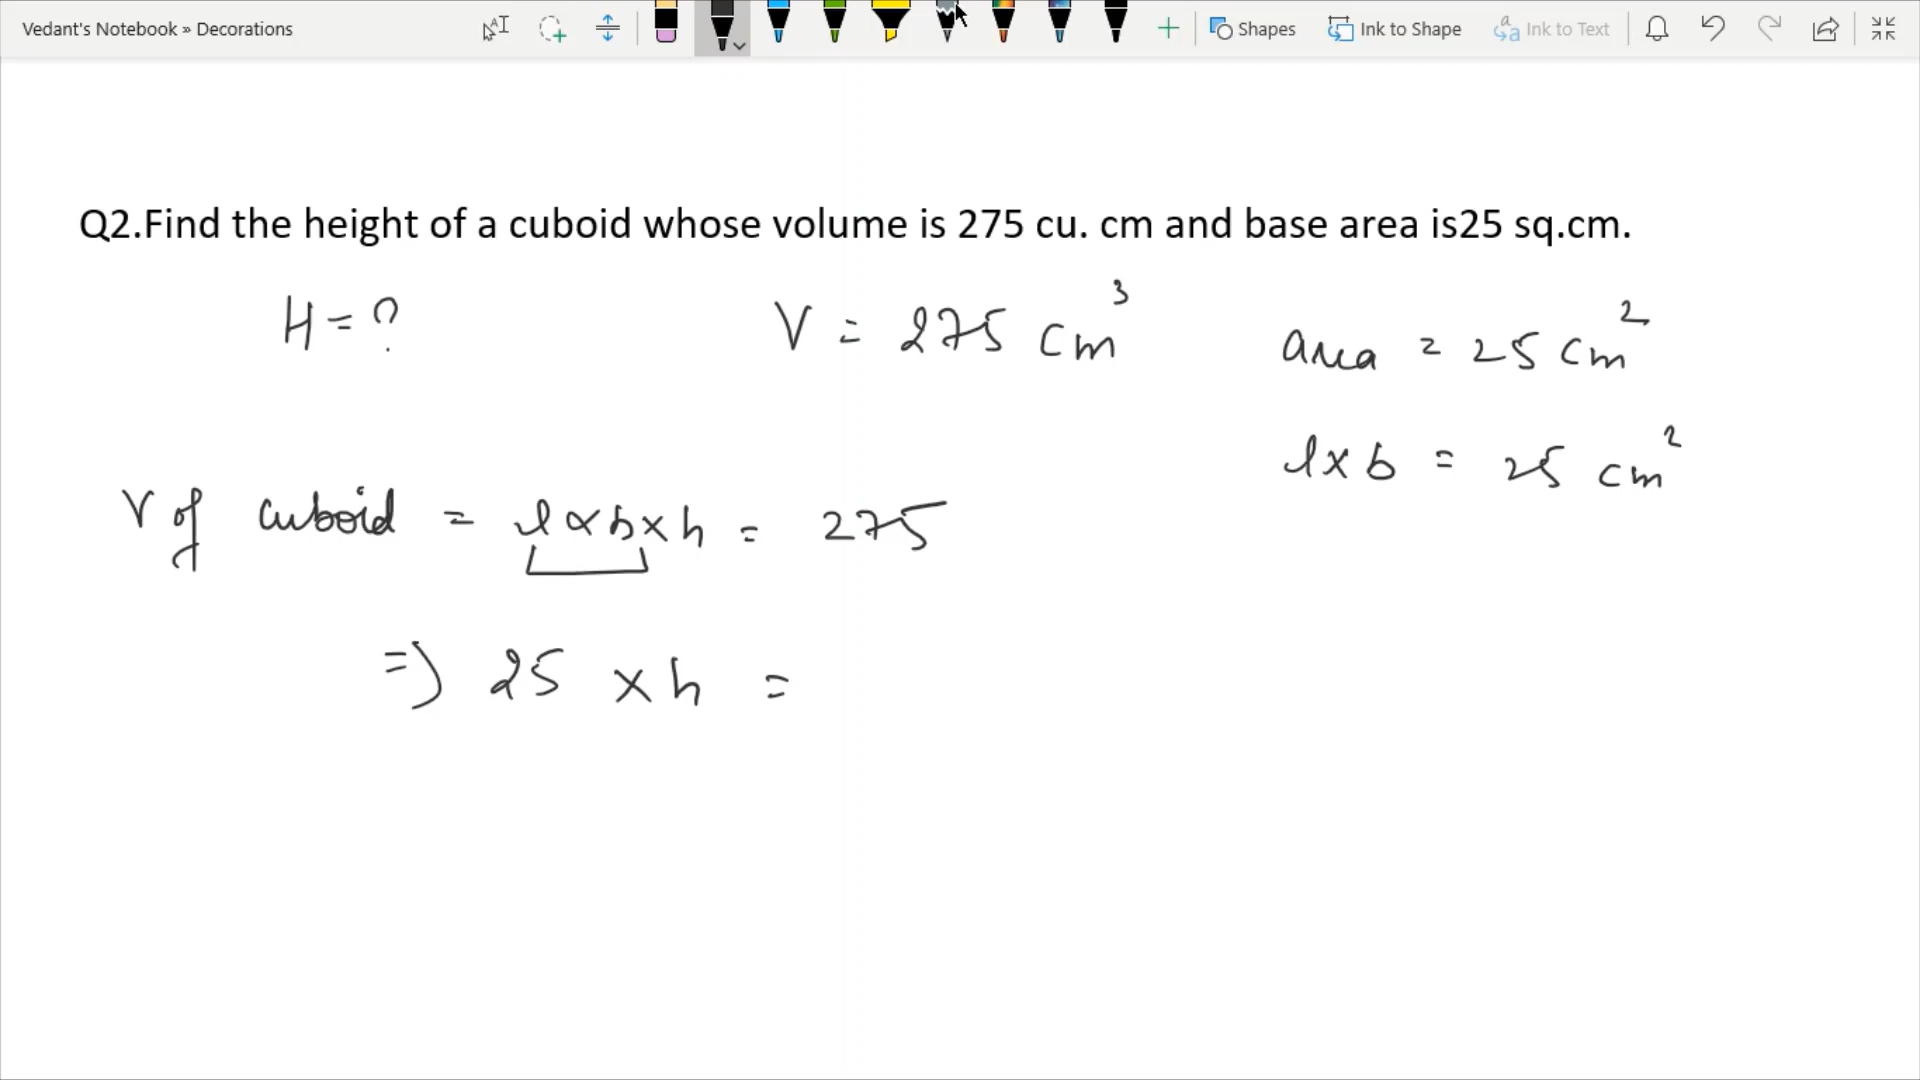 Vedant's Notebook » Decorations
Shapes Ink to Shape Ink to Text
Q2.Find the height of a cuboid whose volume is 275 cu. cm and base area is25 sq.cm.
H = ? V = 275 cm³ area = 25 cm²
l x b = 25 cm²
V of cuboid = l x b x h = 275
=> 25 x h =